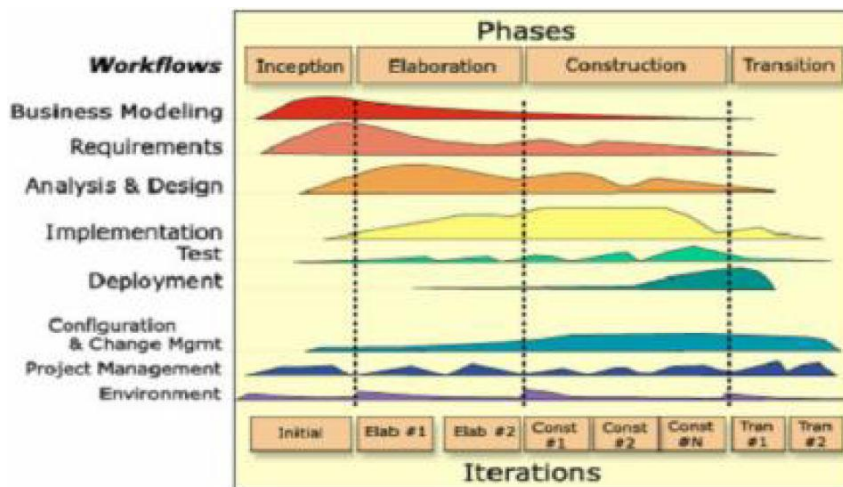 Phases
Workflows
Inception
Elaboration
Construction
Transition
Business Modeling
Requirements
Analysis & Design
Implementation
Test
Deployment
Configuration
& Change Mgmt
Project Management
Environment
Initial
Elab #1
Elab #2
Const
#1
Const
#2
Const
#N
Tran
#1
Tran
#2
Iterations